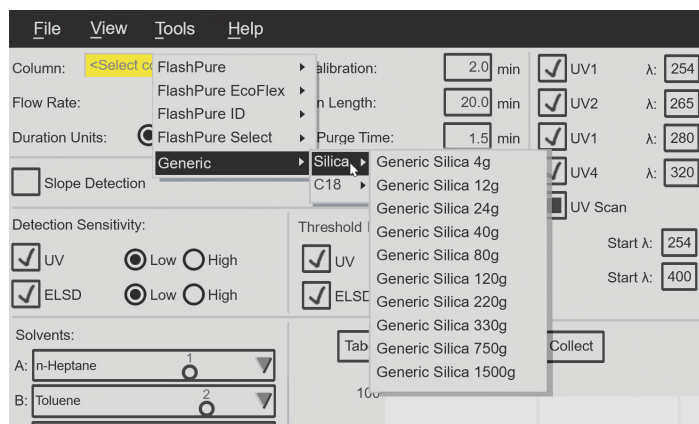 File View Tools Help
Column: <Select
FlashPure
FlashPure EcoFlex
FlashPure ID
FlashPure Select
Generic
Silica
C18
Generic Silica 4g
Generic Silica 12g
Generic Silica 24g
Generic Silica 40g
Generic Silica 80g
Generic Silica 120g
Generic Silica 220g
Generic Silica 330g
Generic Silica 750g
Generic Silica 1500g
Flow Rate:
Duration Units:
Slope Detection
2.0 min
Length: 20.0 min
Purge Time: 1.5 min
UV1 λ: 254
UV2 λ: 265
UV1 λ: 280
UV4 λ: 320
UV Scan
Start λ: 254
Start λ: 400
Detection Sensitivity:
UV Low High
ELSD Low High
Threshold
UV
ELSD
Solvents:
A: n-Heptane 1
B: Toluene 2
Collect
100